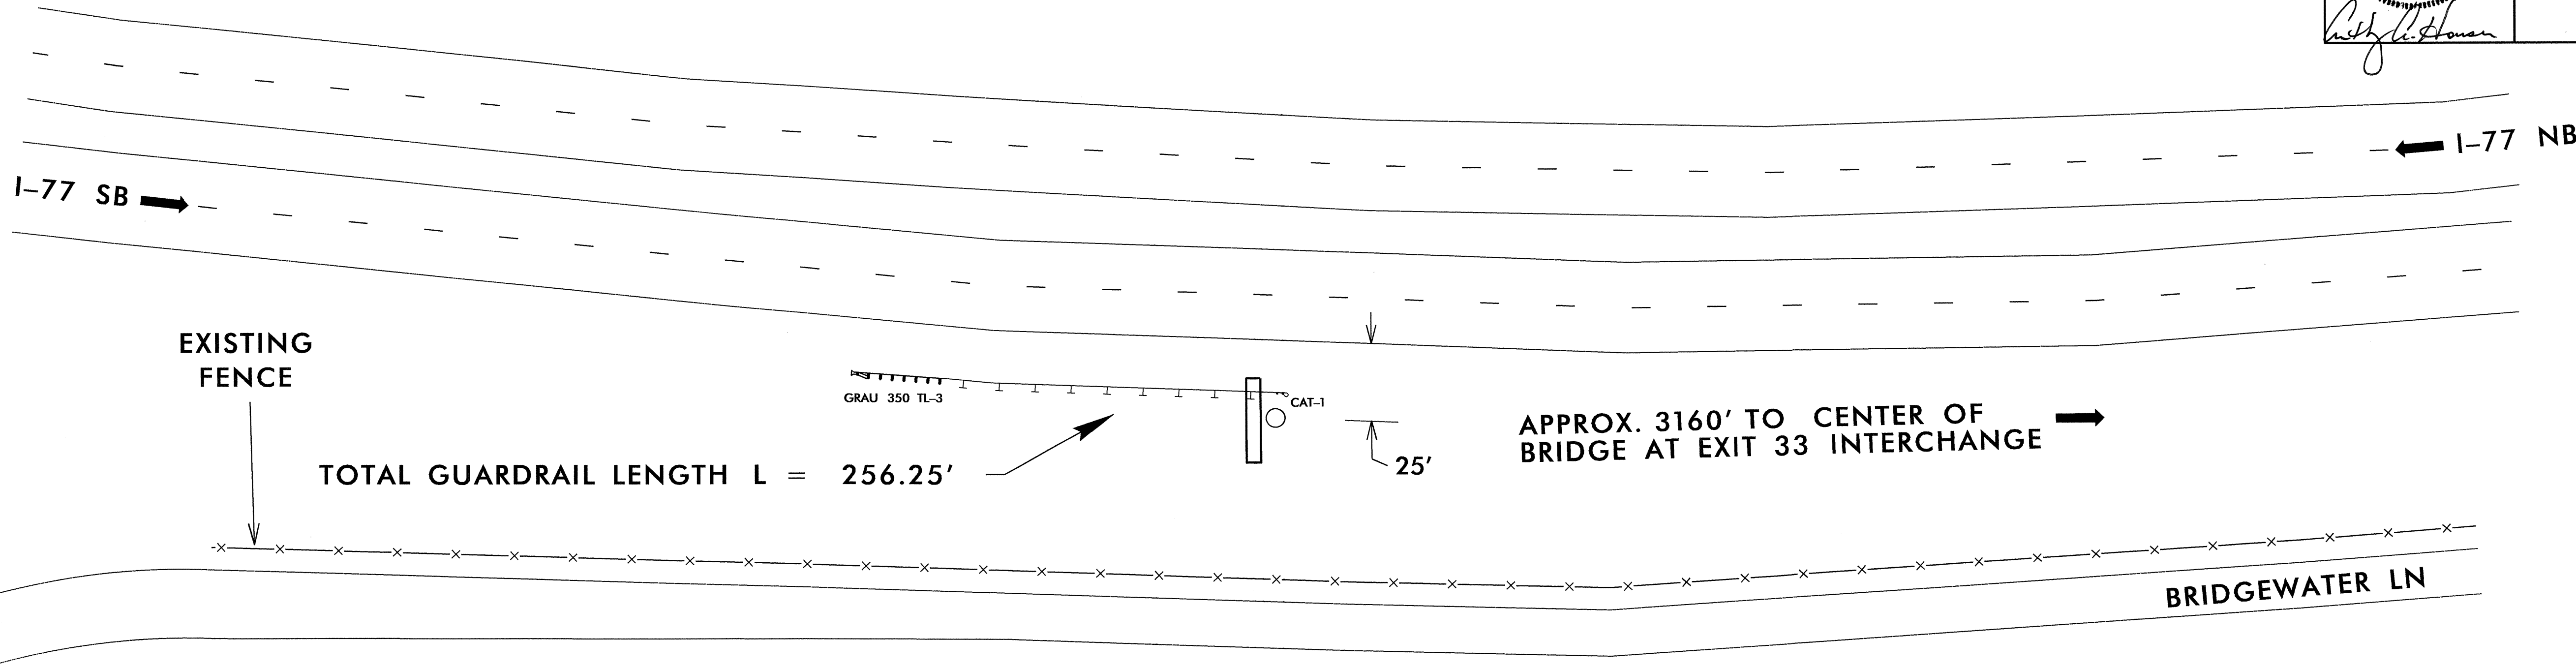 I–77 NB
I–77 SB
EXISTING
FENCE
GRAU 350 TL–3
CAT–1
APPROX. 3160' TO CENTER OF
BRIDGE AT EXIT 33 INTERCHANGE
TOTAL GUARDRAIL LENGTH L = 256.25'
25'
BRIDGEWATER LN